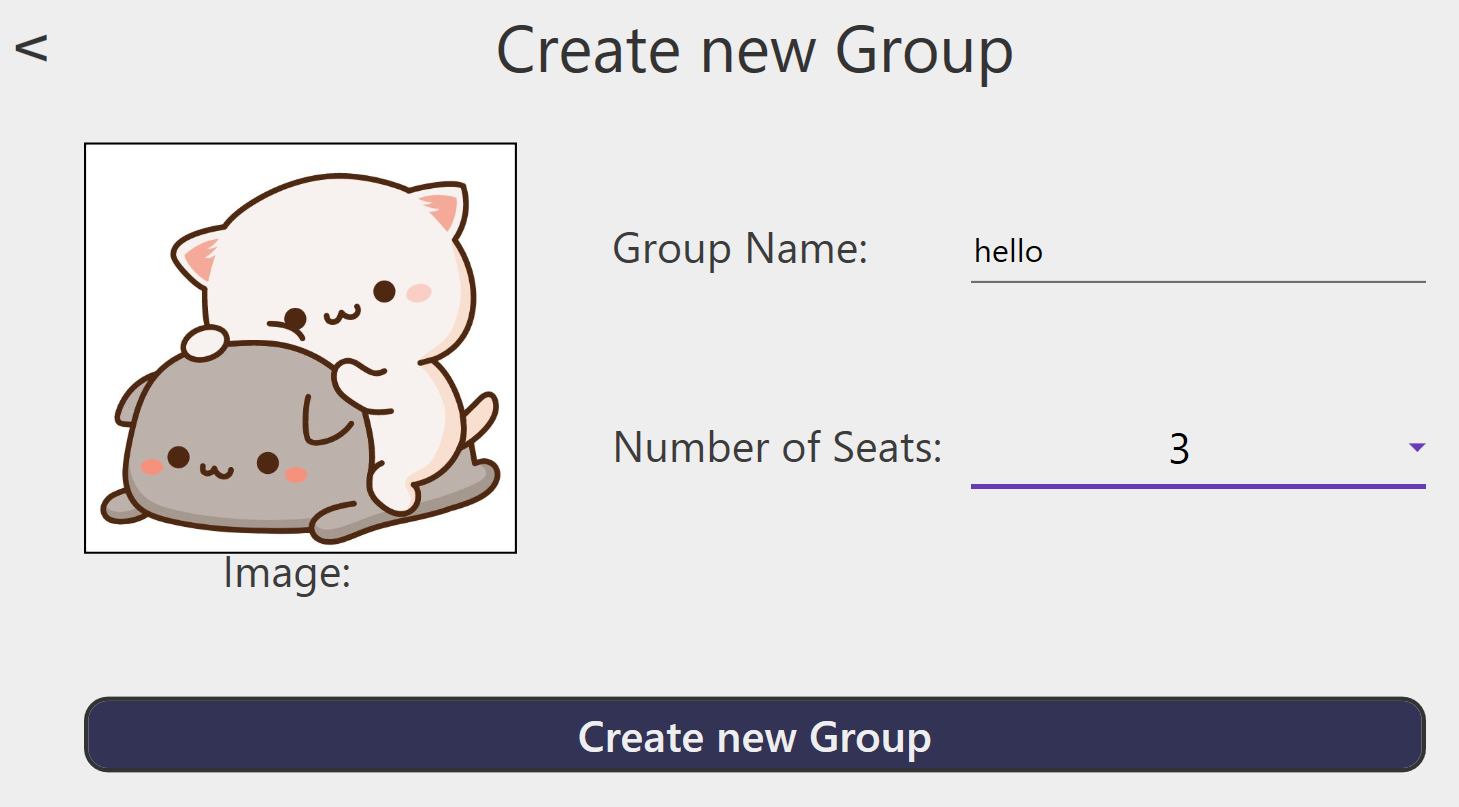 <
Create new Group
Group Name: hello
Number of Seats: 3
Image:
Create new Group